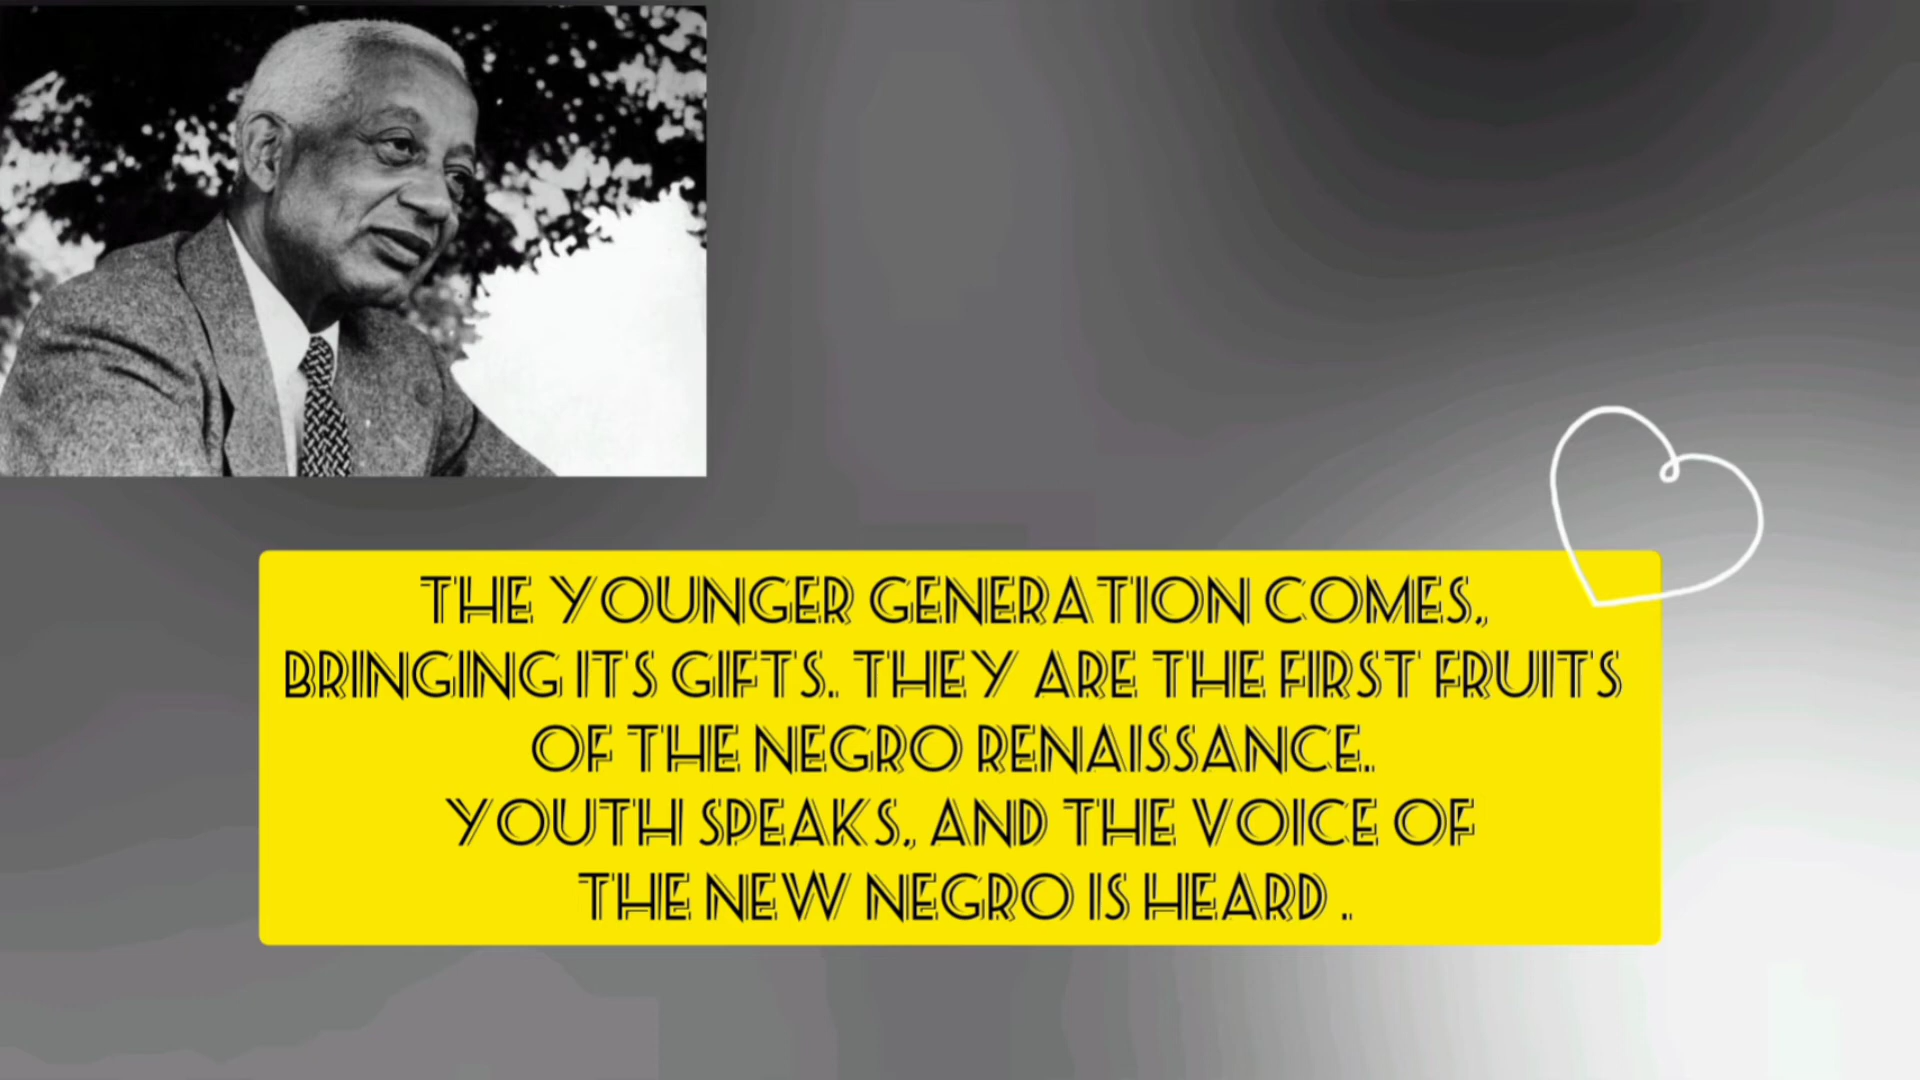 THE YOUNGER GENERATION COMES,
BRINGING ITS GIFTS. THEY ARE THE FIRST FRUITS
OF THE NEGRO RENAISSANCE.
YOUTH SPEAKS, AND THE VOICE OF
THE NEW NEGRO IS HEARD .